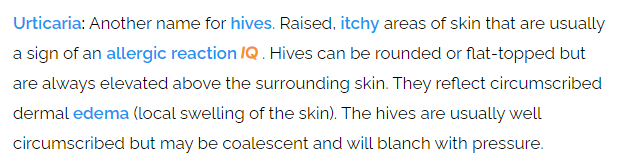 Urticaria: Another name for hives. Raised, itchy areas of skin that are usually
a sign of an allergic reaction IQ . Hives can be rounded or flat-topped but
are always elevated above the surrounding skin. They reflect circumscribed
dermal edema (local swelling of the skin). The hives are usually well
circumscribed but may be coalescent and will blanch with pressure.